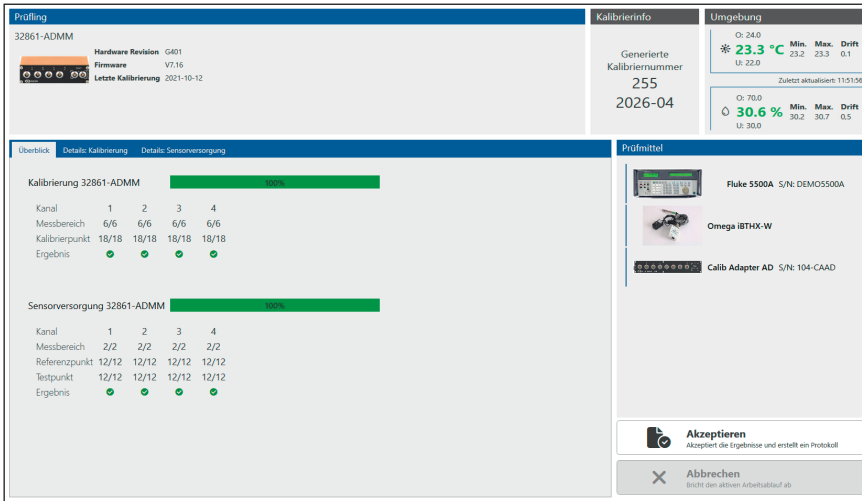 Prüfling
32861-ADMM
Hardware Revision G401
Firmware V7.16
Letzte Kalibrierung 2021-10-12
Kalibrierinfo
Generierte
Kalibriernummer
255
2026-04
Umgebung
O: 24.0
23.3 °C
U: 22.0
Min. Max. Drift
23.2 23.3 0.1
Zuletzt aktualisiert: 11:51:56
O: 70.0
30.6 %
U: 30.0
Min. Max. Drift
30.2 30.7 0.5
Überblick Details: Kalibrierung Details: Sensorversorgung
Kalibrierung 32861-ADMM 100%
Kanal 1 2 3 4
Messbereich 6/6 6/6 6/6 6/6
Kalibrierpunkt 18/18 18/18 18/18 18/18
Ergebnis
Sensorversorgung 32861-ADMM 100%
Kanal 1 2 3 4
Messbereich 2/2 2/2 2/2 2/2
Referenzpunkt 12/12 12/12 12/12 12/12
Testpunkt 12/12 12/12 12/12 12/12
Ergebnis
Prüfmittel
Fluke 5500A S/N: DEMO5500A
Omega iBTHX-W
Calib Adapter AD S/N: 104-CAAD
Akzeptieren
Akzeptiert die Ergebnisse und erstellt ein Protokoll
Abbrechen
Bricht den aktiven Arbeitsablauf ab